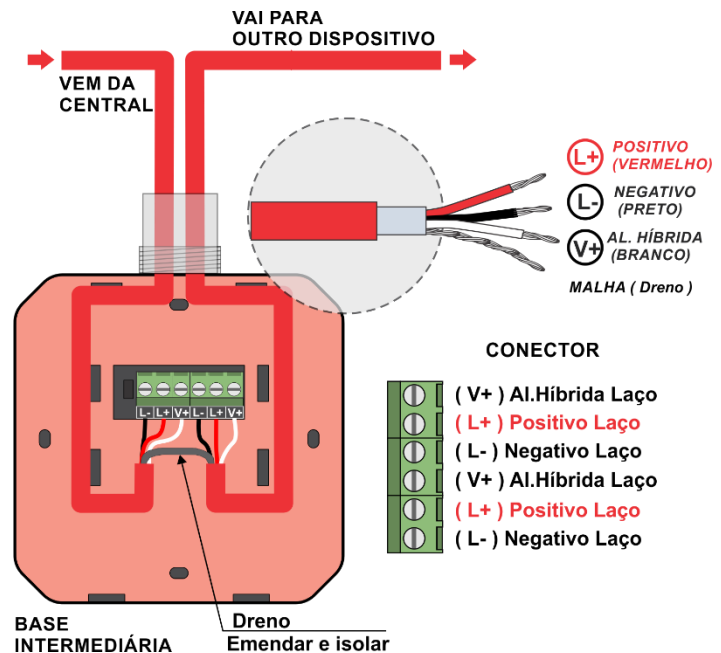 VAI PARA
OUTRO DISPOSITIVO
VEM DA
CENTRAL
L+ POSITIVO
(VERMELHO)
L- NEGATIVO
(PRETO)
V+ AL. HÍBRIDA
(BRANCO)
MALHA ( Dreno )
CONECTOR
( V+ ) Al.Híbrida Laço
( L+ ) Positivo Laço
( L- ) Negativo Laço
( V+ ) Al.Híbrida Laço
( L+ ) Positivo Laço
( L- ) Negativo Laço
L- L+ V+ L- L+ V+
BASE
INTERMEDIÁRIA
Dreno
Emendar e isolar